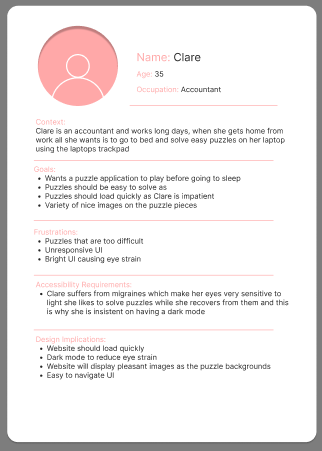 Name: Clare
Age: 35
Occupation: Accountant
Context:
Clare is an accountant and works long days, when she gets home from
work all she wants is to go to bed and solve easy puzzles on her laptop
using the laptops trackpad
Goals:
• Wants a puzzle application to play before going to sleep
• Puzzles should be easy to solve as
• Puzzles should load quickly as Clare is impatient
• Variety of nice images on the puzzle pieces
Frustrations:
• Puzzles that are too difficult
• Unresponsive UI
• Bright UI causing eye strain
Accessibility Requirements:
• Clare suffers from migraines which make her eyes very sensitive to
light she likes to solve puzzles while she recovers from them and this
is why she is insistent on having a dark mode
Design Implications:
• Website should load quickly
• Dark mode to reduce eye strain
• Website will display pleasant images as the puzzle backgrounds
• Easy to navigate UI